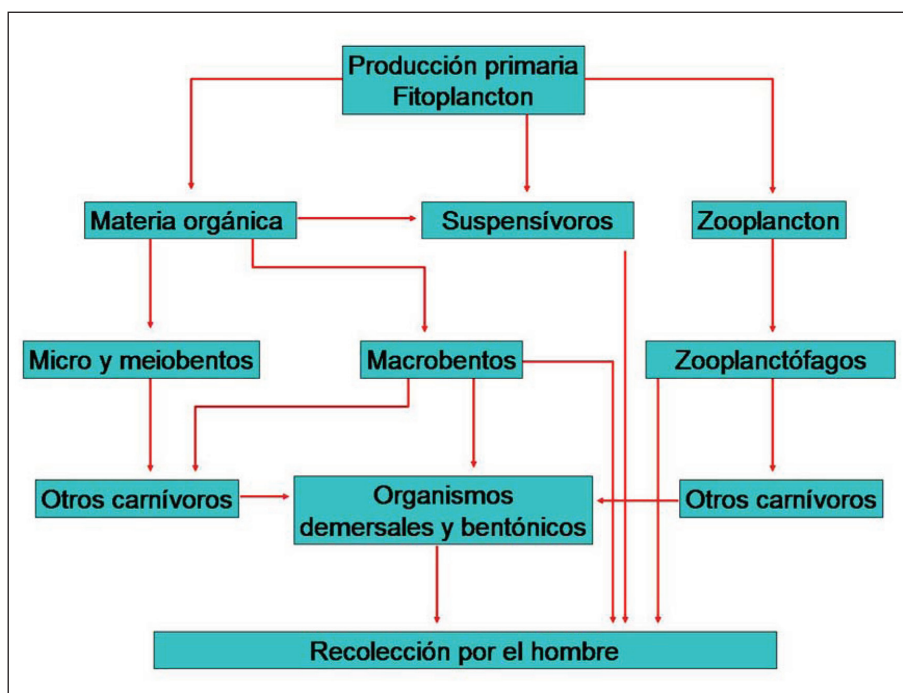 Producción primaria
Fitoplancton
Materia orgánica
Suspensívoros
Zooplancton
Micro y meiobentos
Macrobentos
Zooplanctófagos
Otros carnívoros
Organismos
demersales y bentónicos
Otros carnívoros
Recolección por el hombre